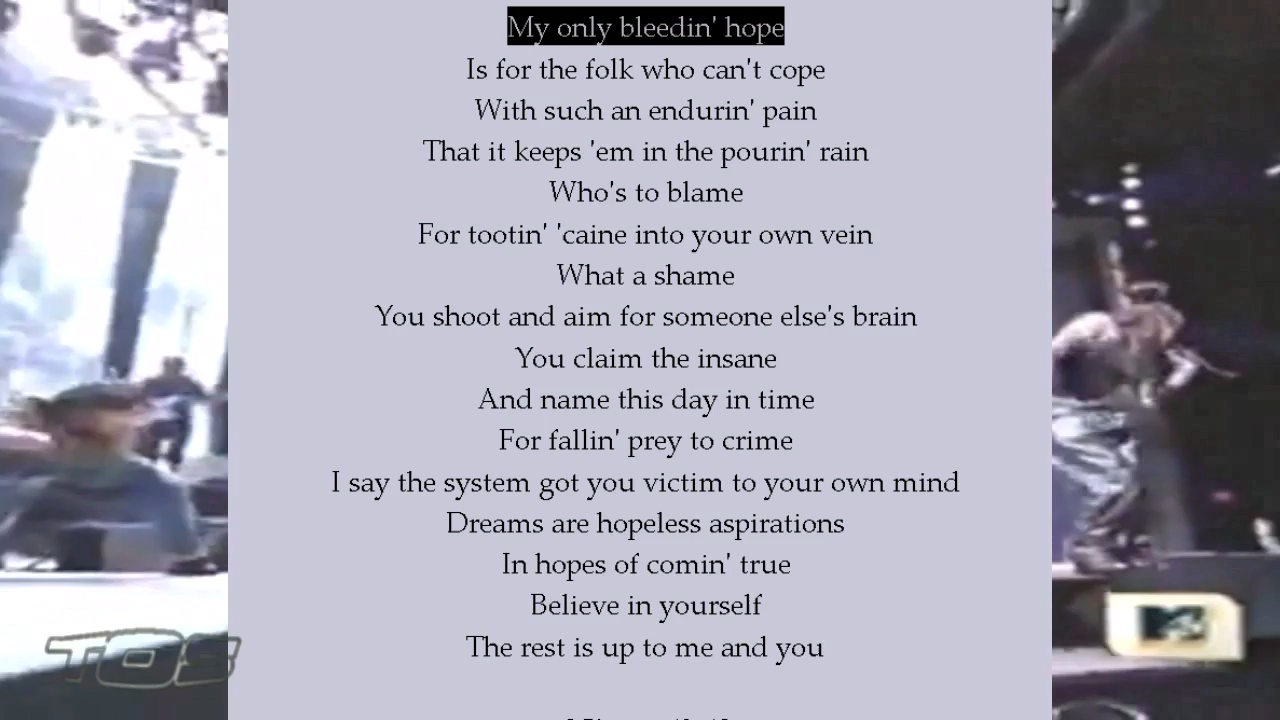 My only bleedin' hope
Is for the folk who can't cope
With such an endurin' pain
That it keeps 'em in the pourin' rain
Who's to blame
For tootin' 'caine into your own vein
What a shame
You shoot and aim for someone else's brain
You claim the insane
And name this day in time
For fallin' prey to crime
I say the system got you victim to your own mind
Dreams are hopeless aspirations
In hopes of comin' true
Believe in yourself
The rest is up to me and you
TOS